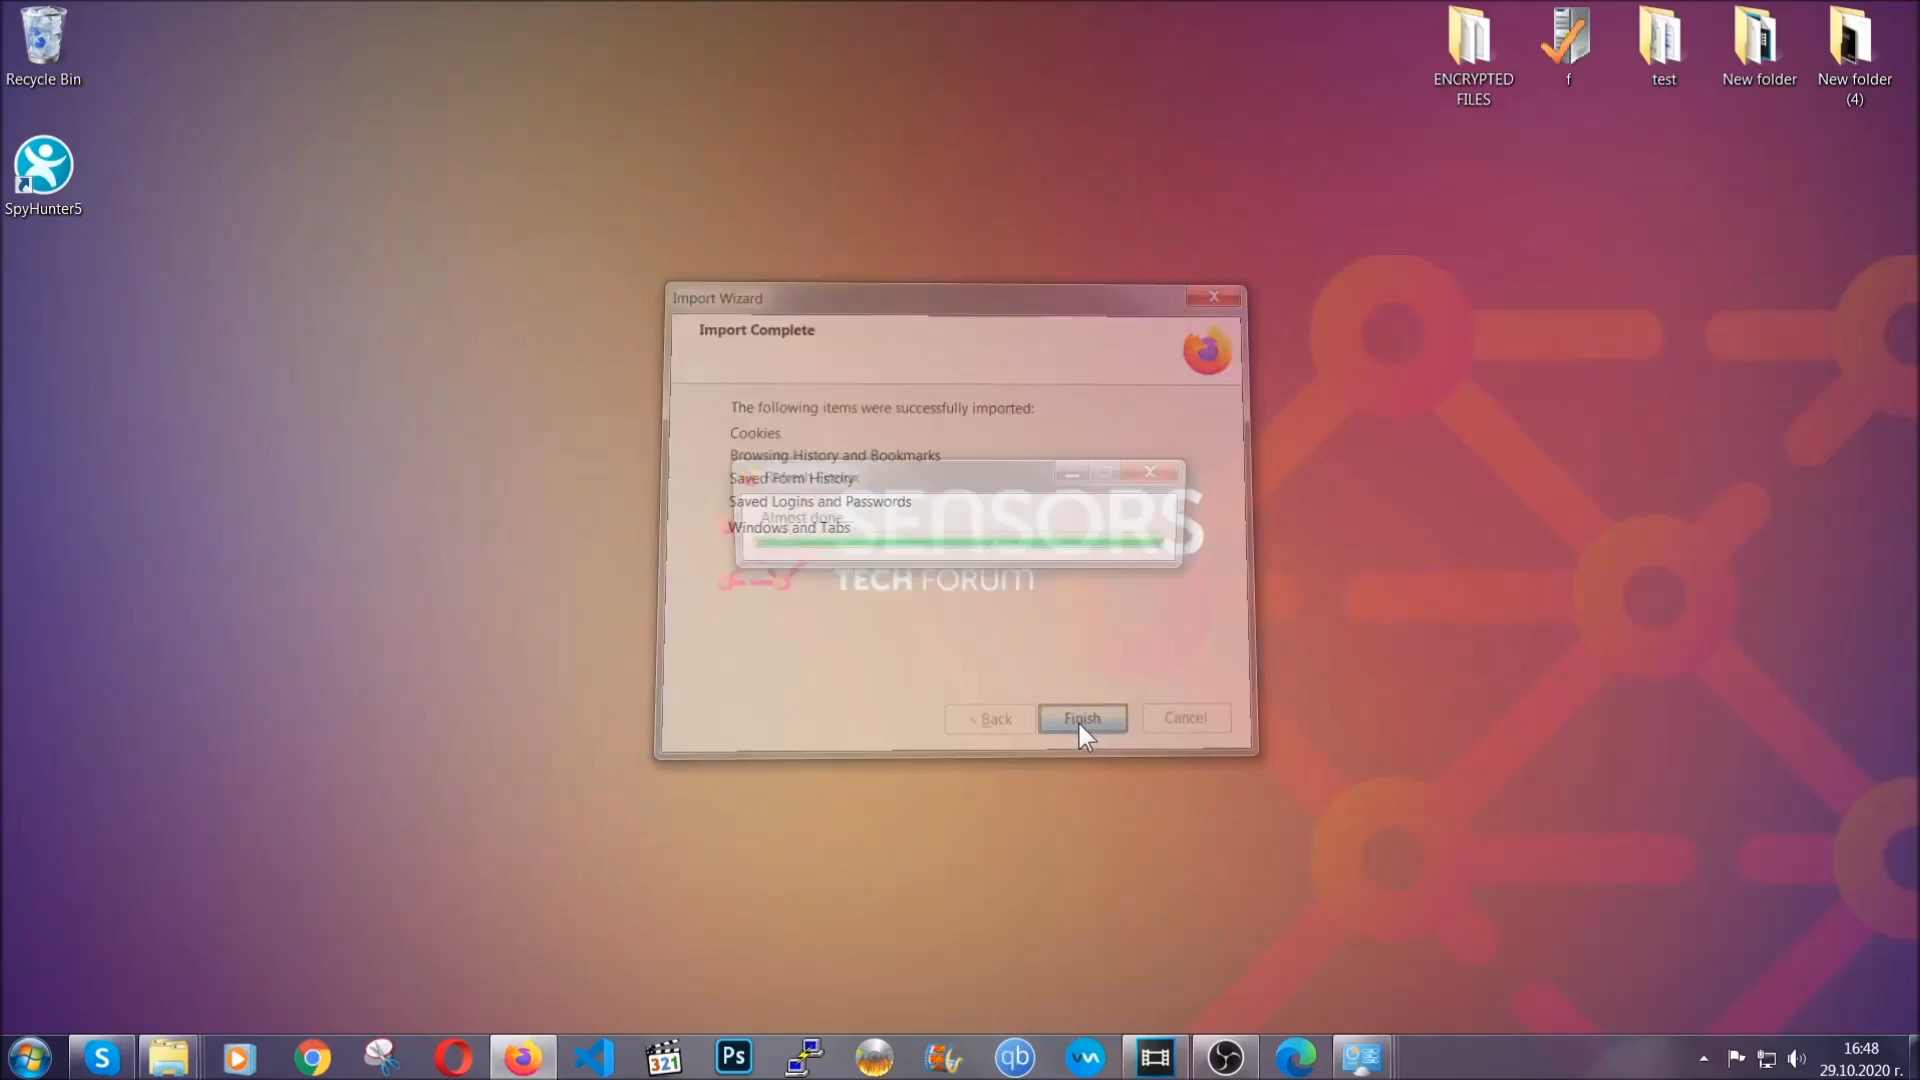 Recycle Bin
SpyHunter5
ENCRYPTED
FILES
f
test
New folder
New folder
(4)
Import Wizard
Import Complete
The following items were successfully imported:
Cookies
Browsing History and Bookmarks
Saved Form History
Saved Logins and Passwords
Almost done...
Windows and Tabs
SENSORS
TECH FORUM
< Back
Finish
Cancel
S
321
Ps
qb
16:48
29.10.2020 г.